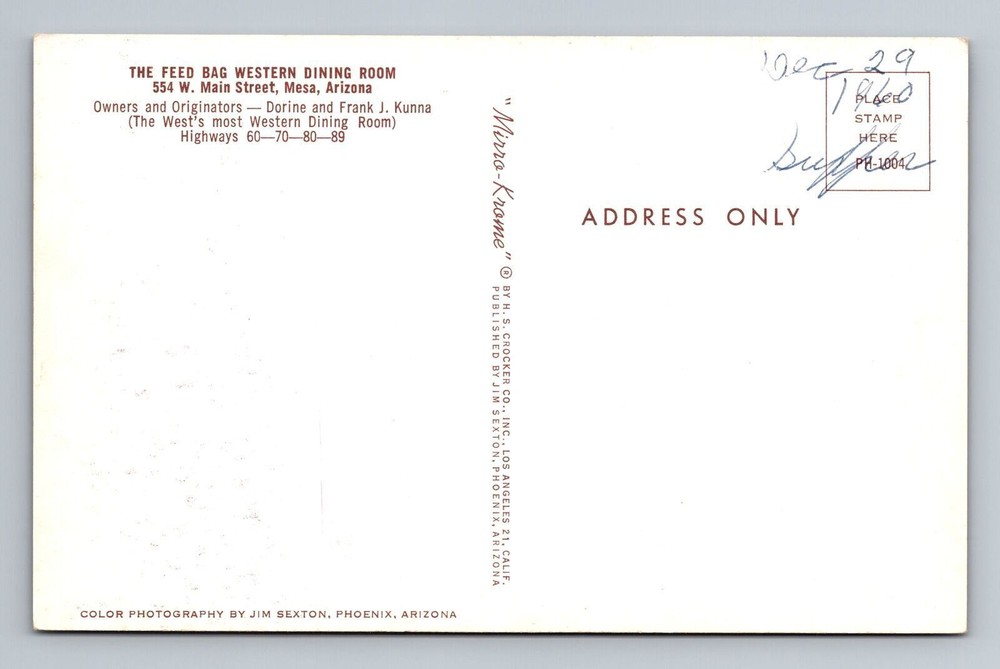 THE FEED BAG WESTERN DINING ROOM
554 W. Main Street, Mesa, Arizona
Owners and Originators — Dorine and Frank J. Kunna
(The West's most Western Dining Room)
Highways 60—70—80—89
"Mirro-Krome" ® BY H. S. CROCKER CO., INC., LOS ANGELES 21, CALIF.
PUBLISHED BY JIM SEXTON, PHOENIX, ARIZONA
Dec 29
1960
Supper
PLACE
STAMP
HERE
PH-1004
ADDRESS ONLY
COLOR PHOTOGRAPHY BY JIM SEXTON, PHOENIX, ARIZONA